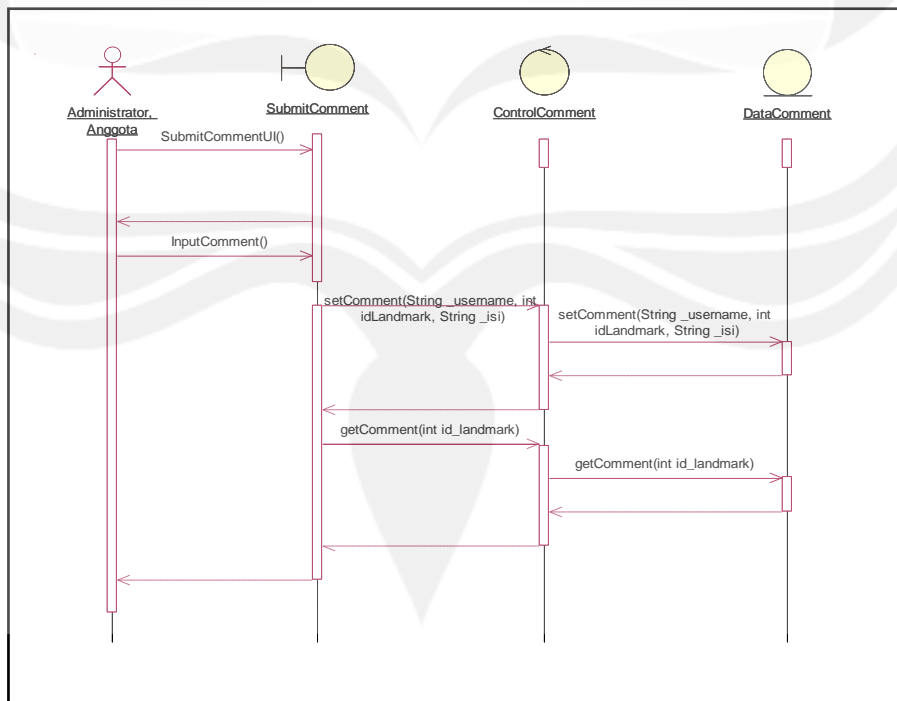 Administrator,
Anggota
SubmitComment
ControlComment
DataComment
SubmitCommentUI()
InputComment()
setComment(String _username, int
idLandmark, String _isi)
setComment(String _username, int
idLandmark, String _isi)
getComment(int id_landmark)
getComment(int id_landmark)